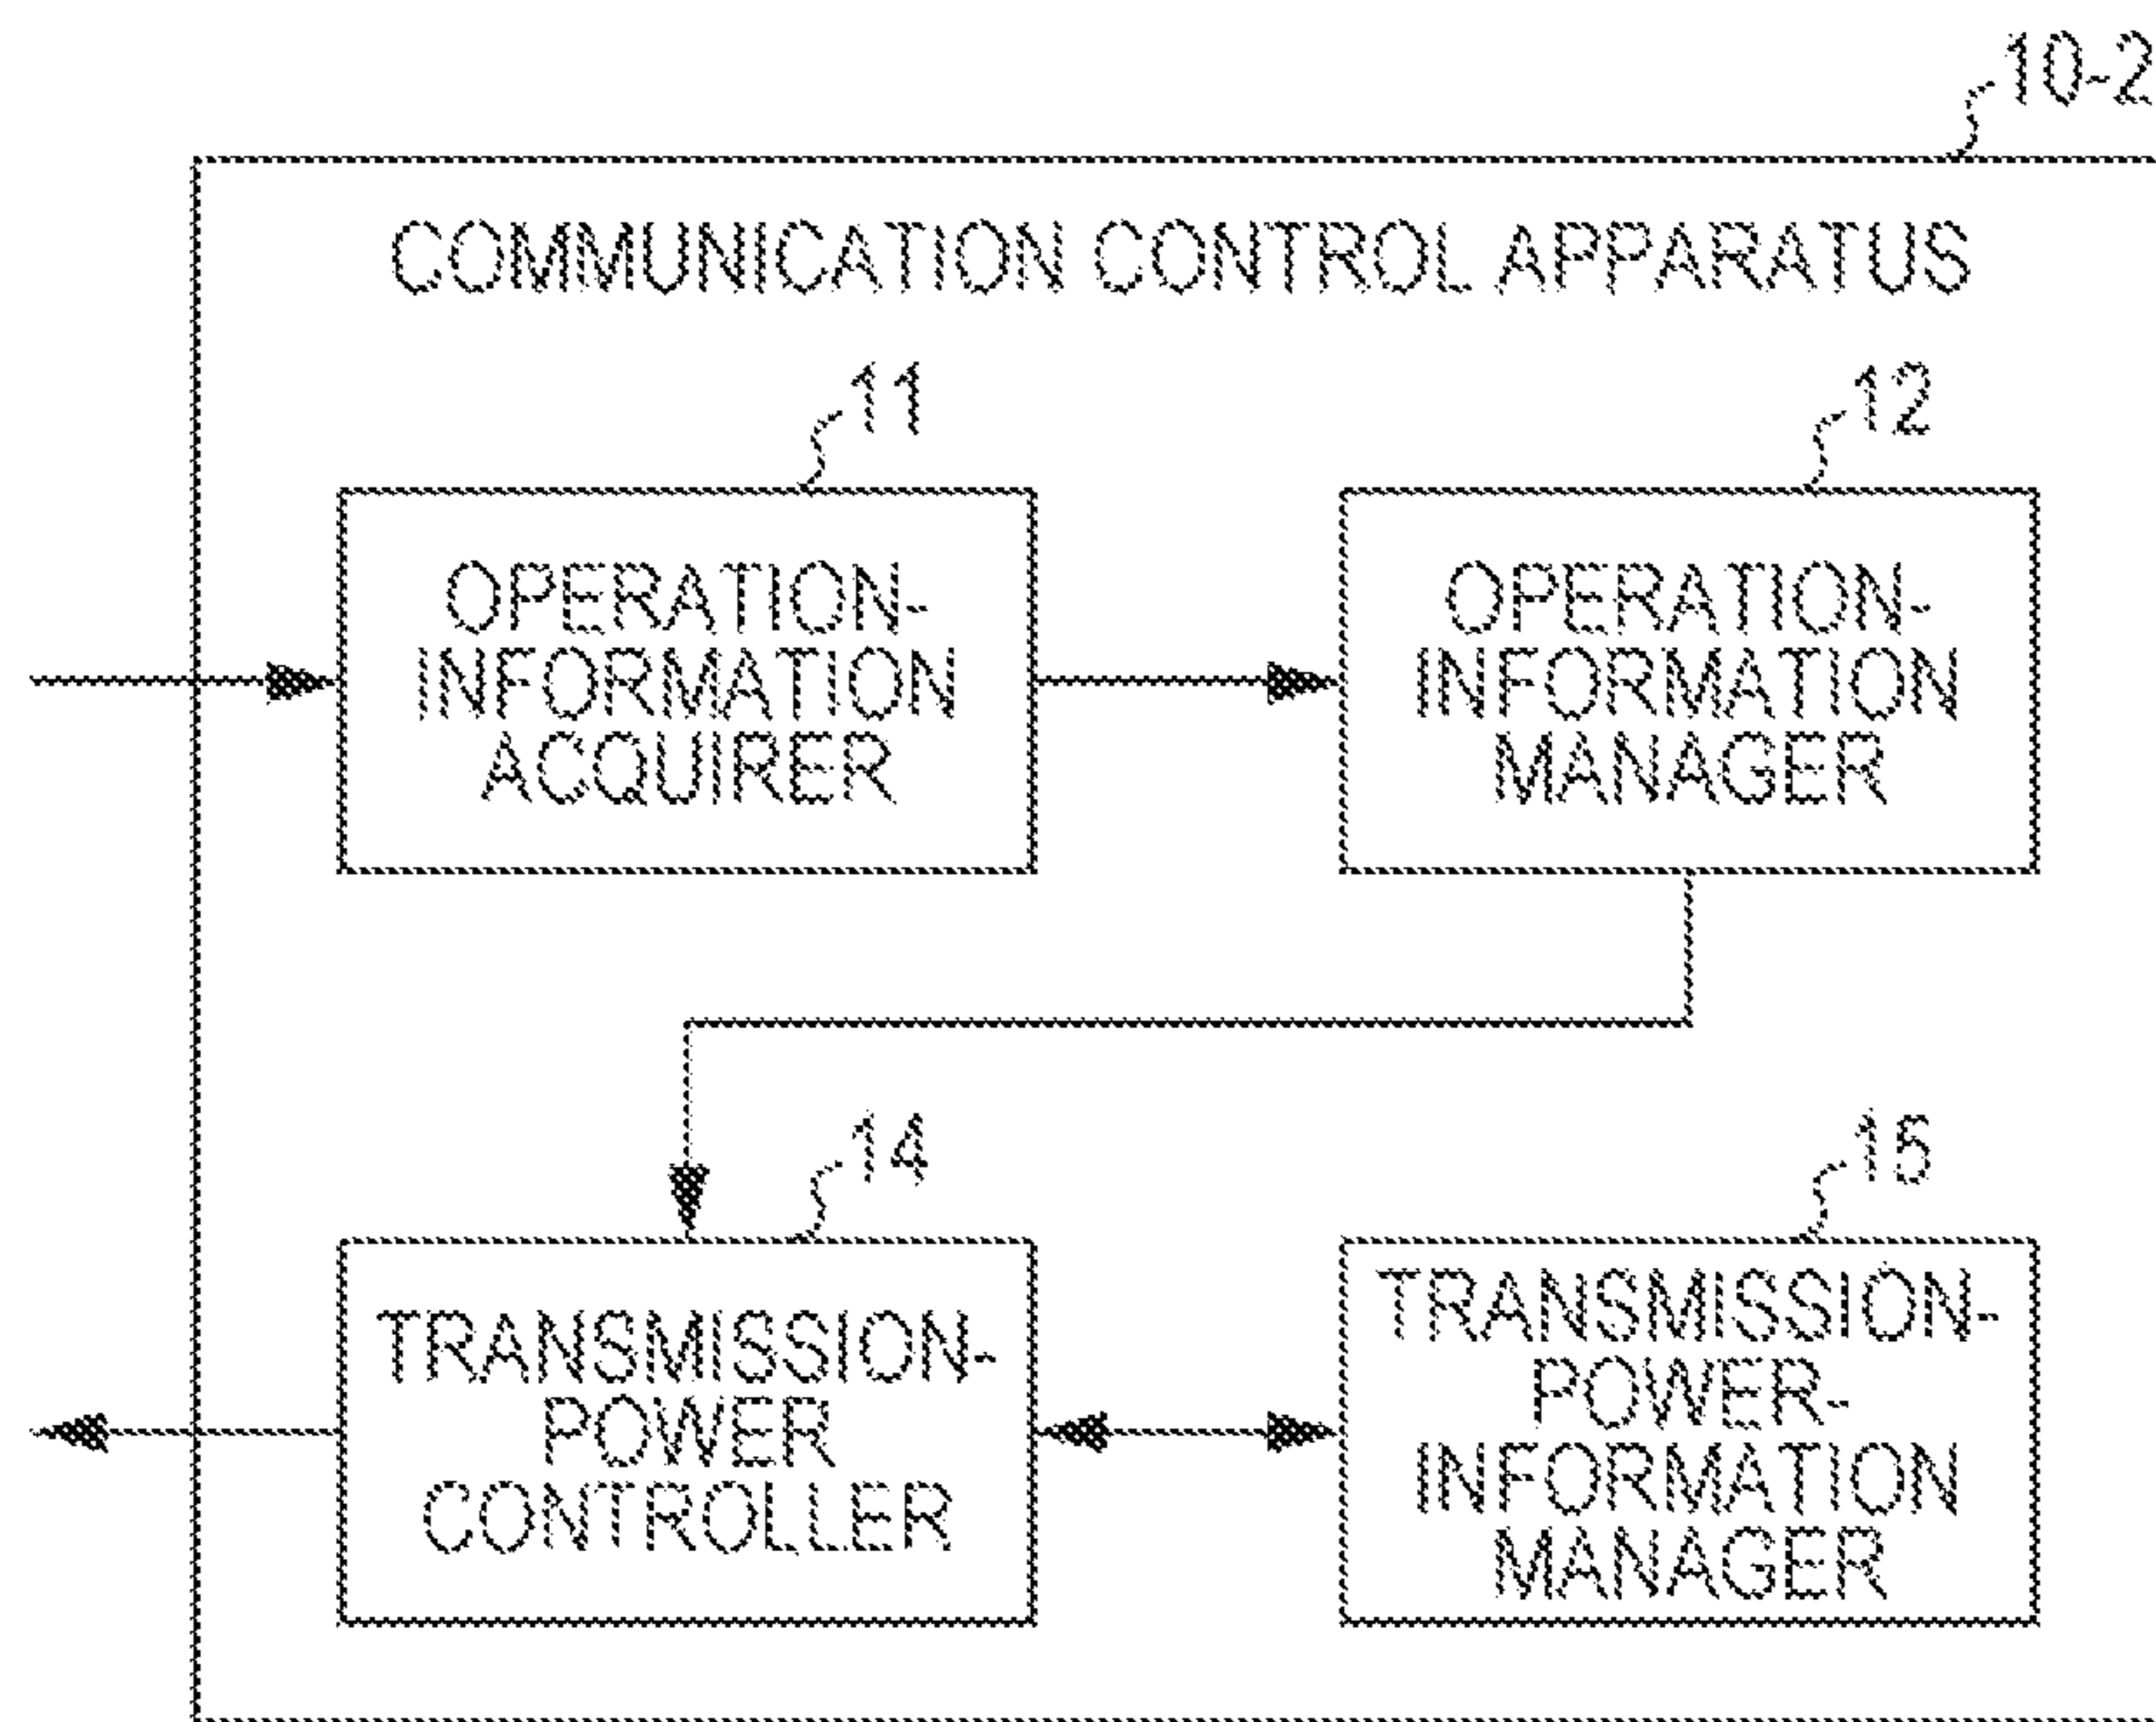 10-2
COMMUNICATION CONTROL APPARATUS
11
12
OPERATION-
INFORMATION
ACQUIRER
OPERATION-
INFORMATION
MANAGER
14
15
TRANSMISSION-
POWER
CONTROLLER
TRANSMISSION-
POWER-
INFORMATION
MANAGER